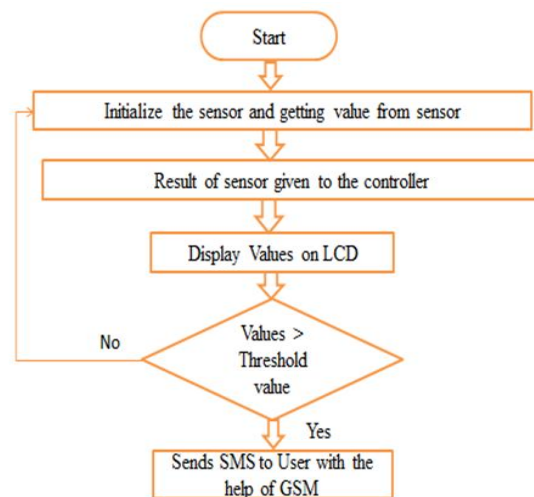 Start
Initialize the sensor and getting value from sensor
Result of sensor given to the controller
Display Values on LCD
Values >
Threshold
value
No
Yes
Sends SMS to User with the
help of GSM